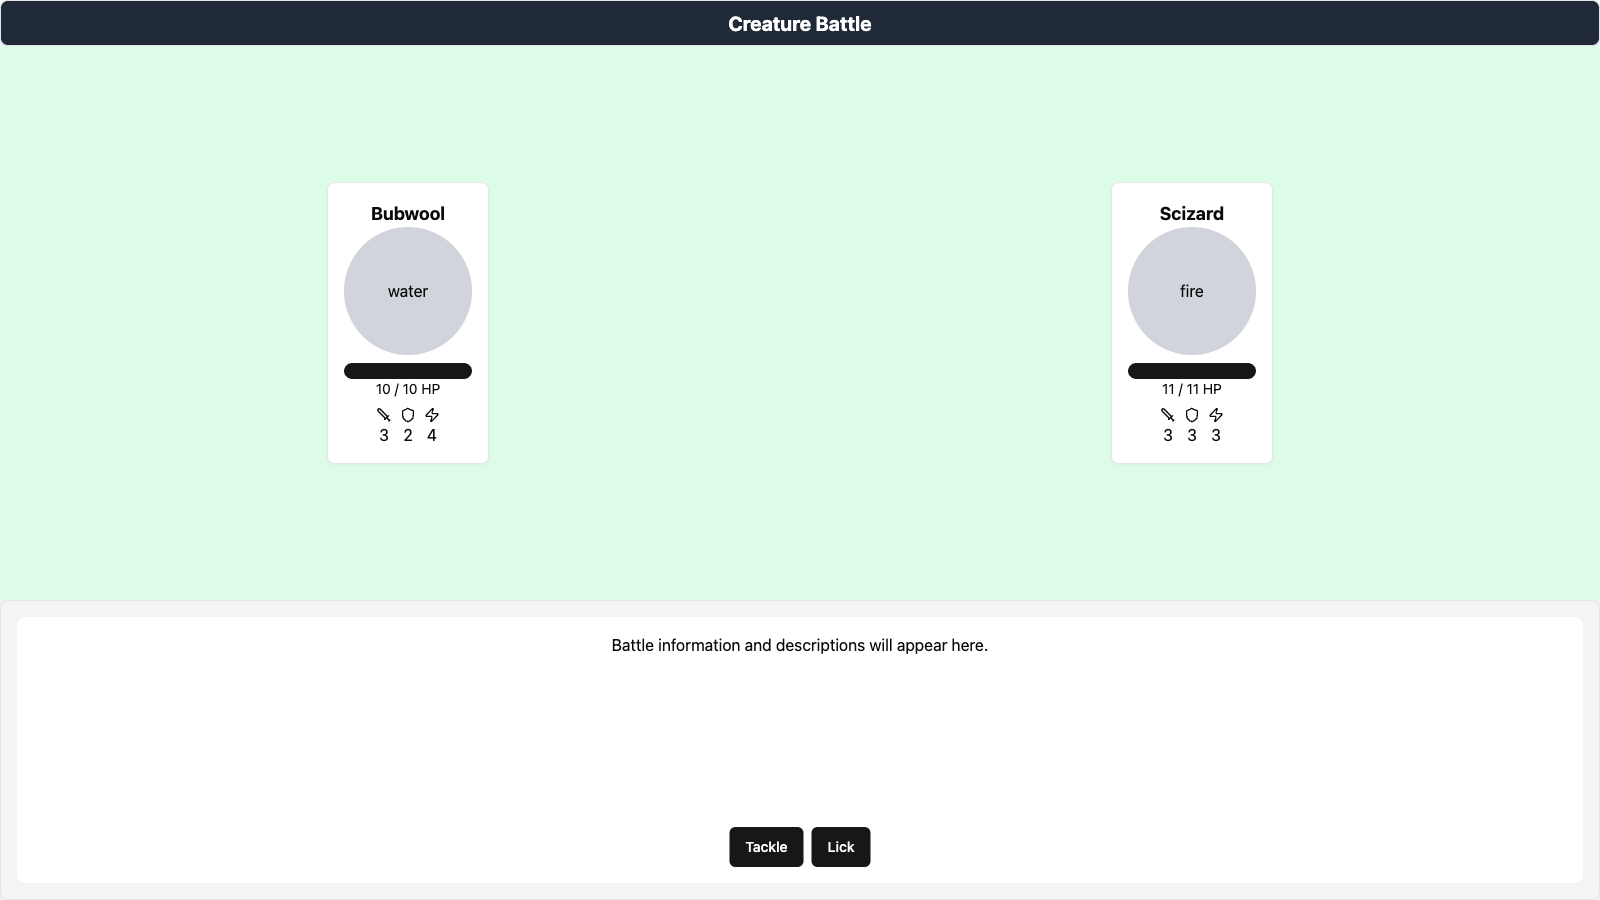 Creature Battle
Bubwool
water
10 / 10 HP
3 2 4
Scizard
fire
11 / 11 HP
3 3 3
Battle information and descriptions will appear here.
Tackle Lick